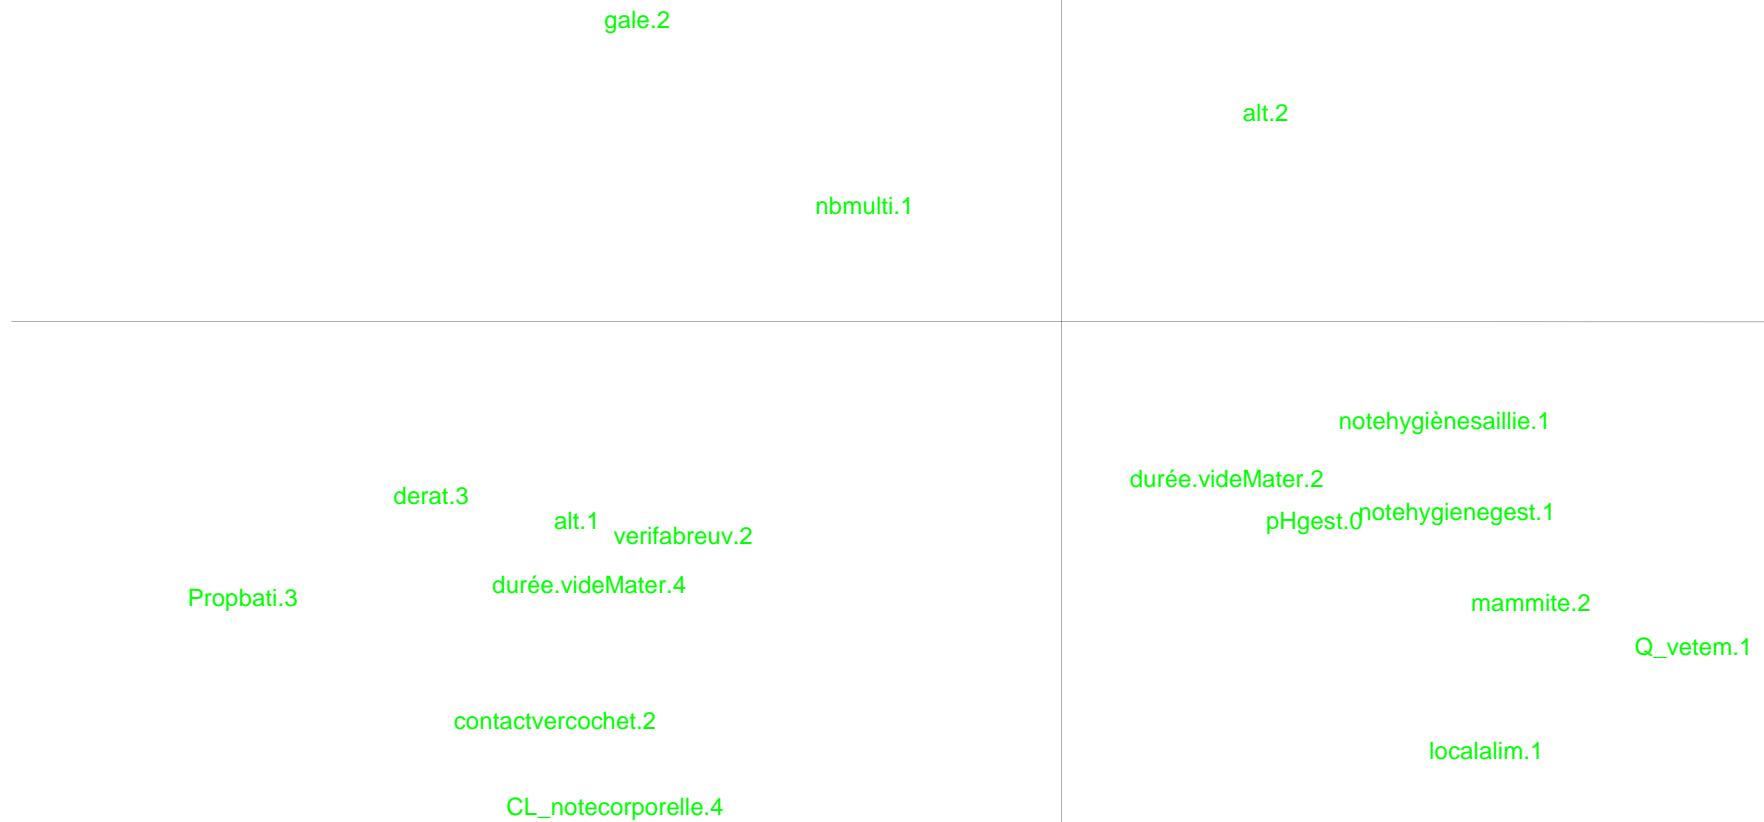 gale.2
alt.2
nbmulti.1
notehygiènesaillie.1
durée.videMater.2
derat.3
notehygienegest.1
alt.1
pHgest.0
verifabreuv.2
durée.videMater.4
Propbati.3
mammite.2
Q_vetem.1
contactvercochet.2
localalim.1
CL_notecorporelle.4